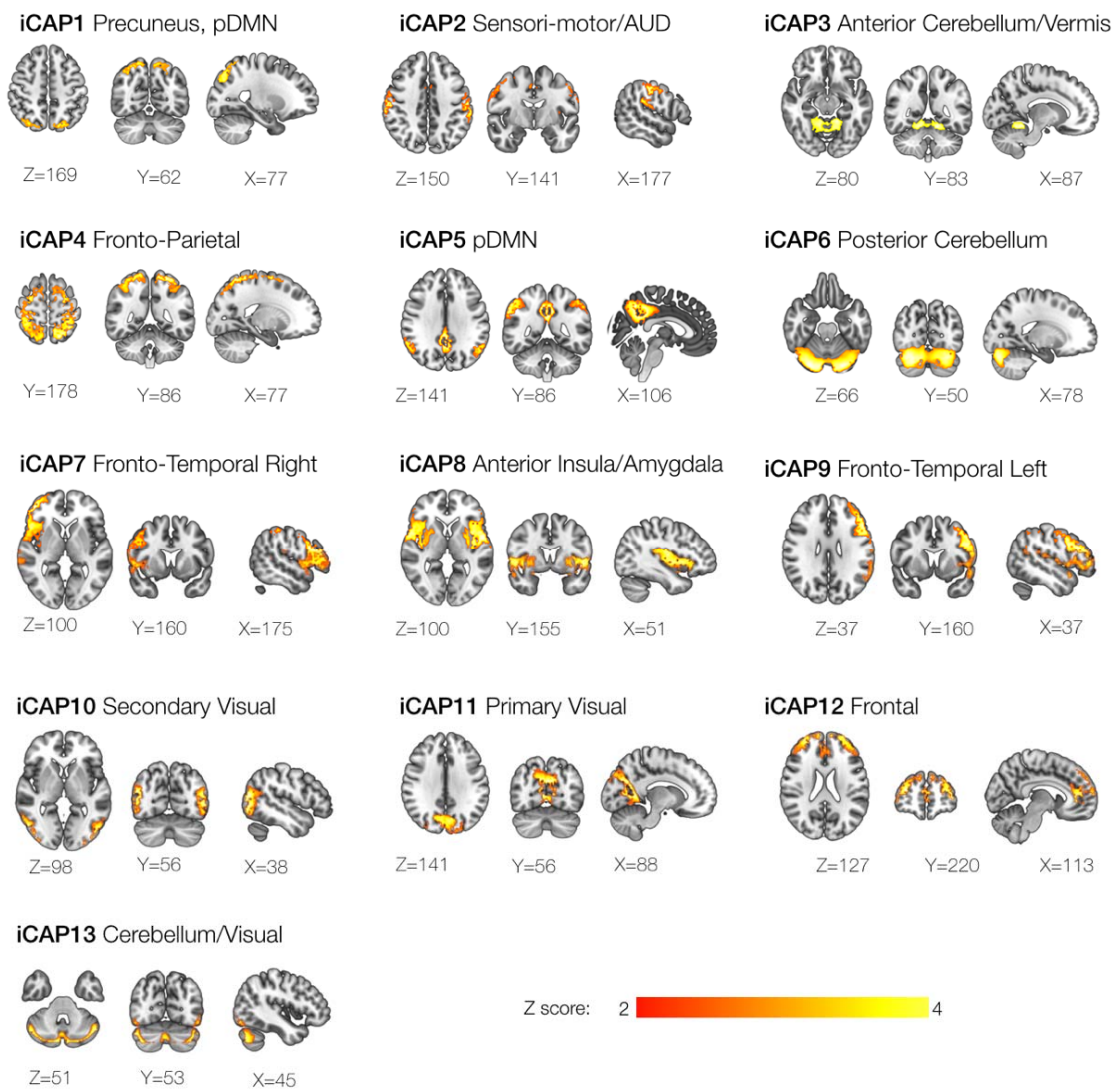 iCAP1 Precuneus, pDMN
iCAP2 Sensori-motor/AUD
iCAP3 Anterior Cerebellum/Vermis
Z=169 Y=62 X=77
Z=150 Y=141 X=177
Z=80 Y=83 X=87
iCAP4 Fronto-Parietal
iCAP5 pDMN
iCAP6 Posterior Cerebellum
Y=178 Y=86 X=77
Z=141 Y=86 X=106
Z=66 Y=50 X=78
iCAP7 Fronto-Temporal Right
iCAP8 Anterior Insula/Amygdala
iCAP9 Fronto-Temporal Left
Z=100 Y=160 X=175
Z=100 Y=155 X=51
Z=37 Y=160 X=37
iCAP10 Secondary Visual
iCAP11 Primary Visual
iCAP12 Frontal
Z=98 Y=56 X=38
Z=141 Y=56 X=88
Z=127 Y=220 X=113
iCAP13 Cerebellum/Visual
Z score: 2 4
Z=51 Y=53 X=45